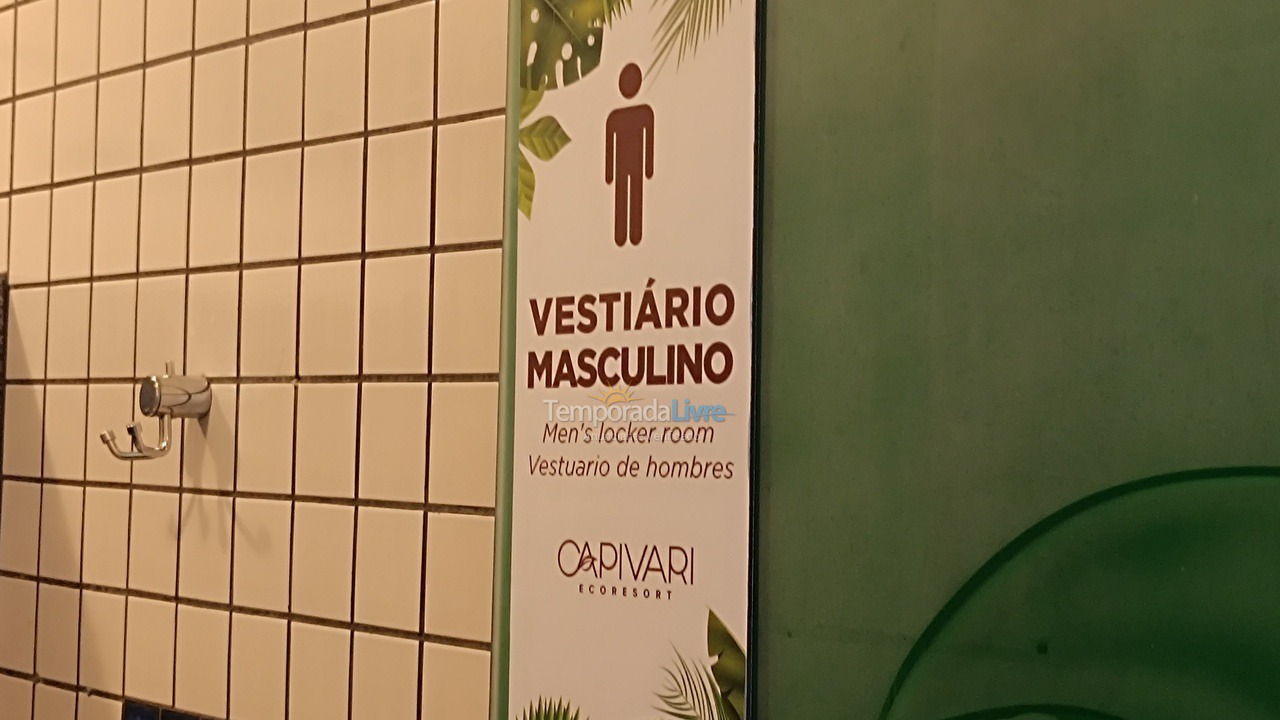 VESTIÁRIO
MASCULINO
TemporadaLivre
Men's locker room
Vestuario de hombres
CAPIVARI
ECORESORT